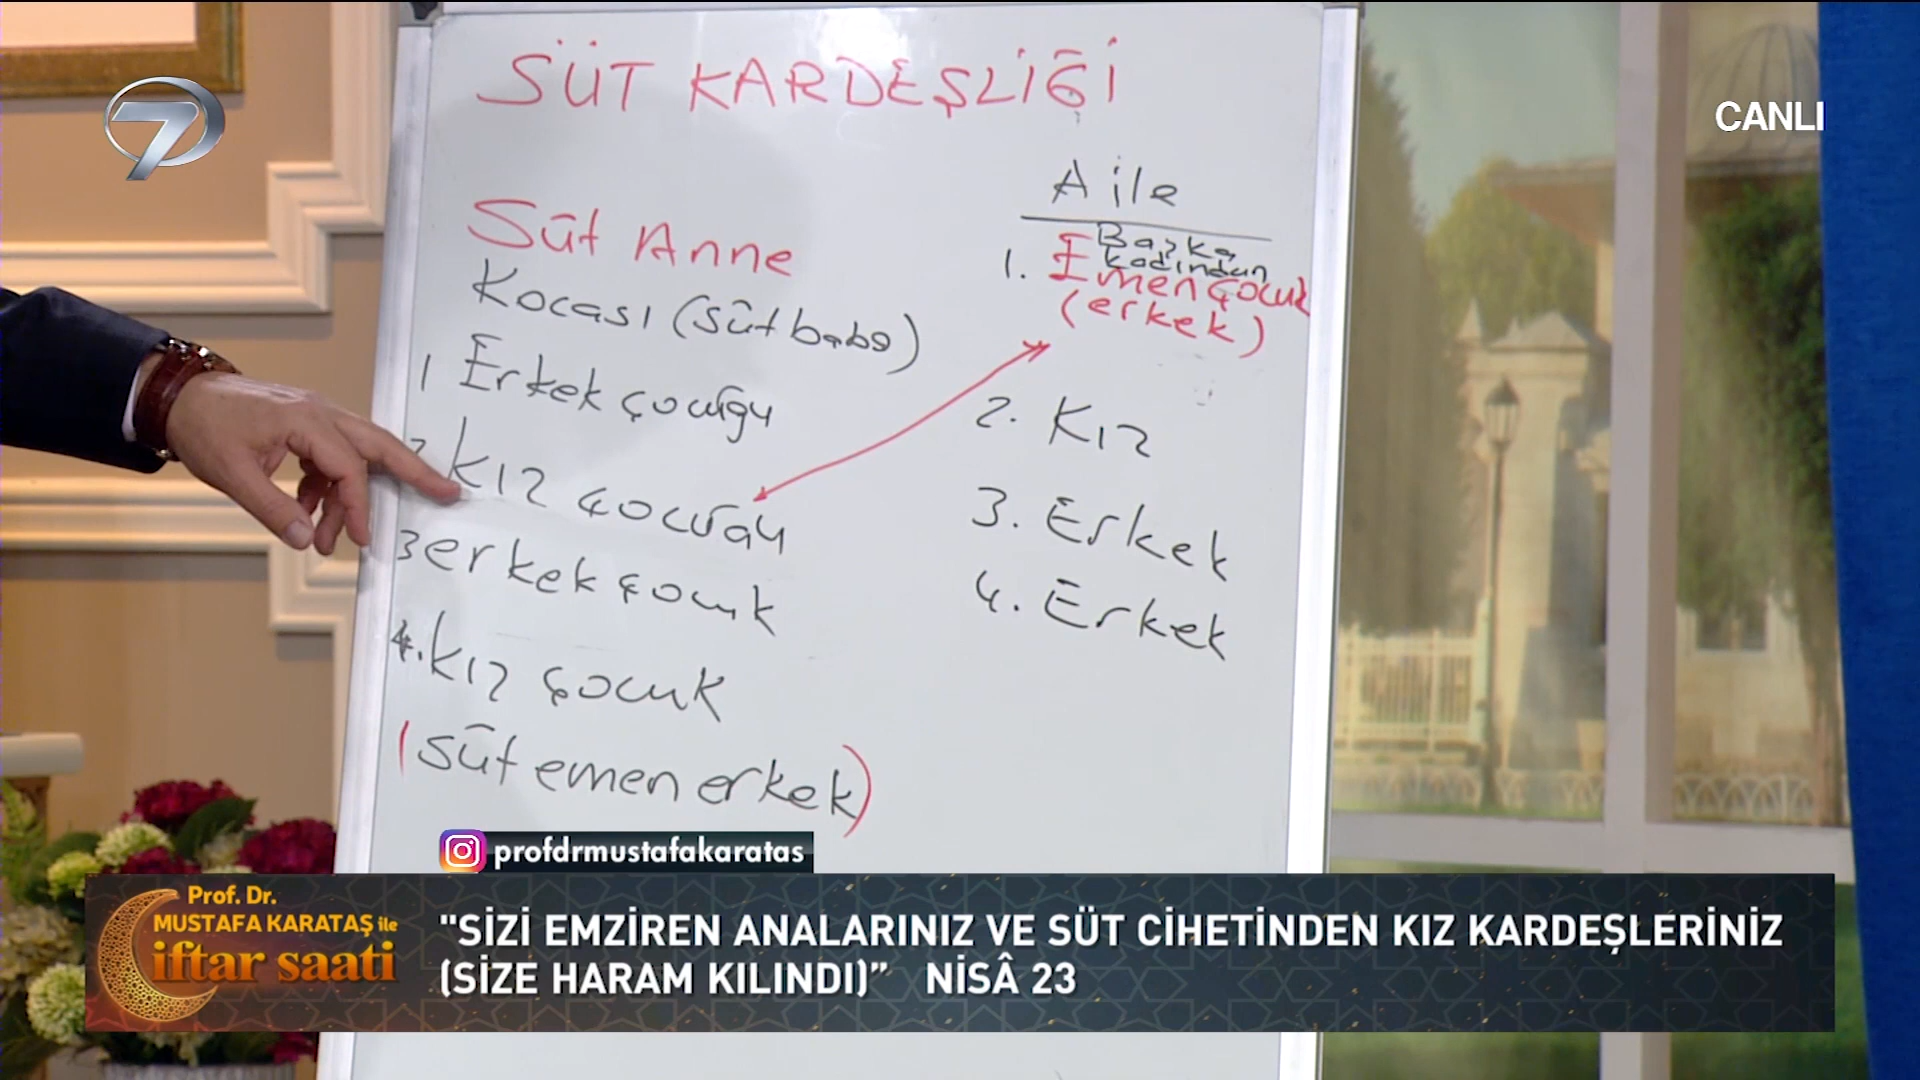 SÜT KARDEŞLİĞİ
7
CANLI
Süt Anne
Kocası (sütbaba)
1 Erkek çocuğu
2 Kız çocuğu
3 erkek çocuk
4. Kız çocuk
(süt emen erkek)
Aile
Başka
kadından
1. Emen çocuk
(erkek)
2. Kız
3. Erkek
4. Erkek
profdrmustafakaratas
Prof. Dr.
MUSTAFA KARATAŞ ile
iftar saati
"SİZİ EMZİREN ANALARINIZ VE SÜT CİHETİNDEN KIZ KARDEŞLERİNİZ
(SİZE HARAM KILINDI)” NİSÂ 23